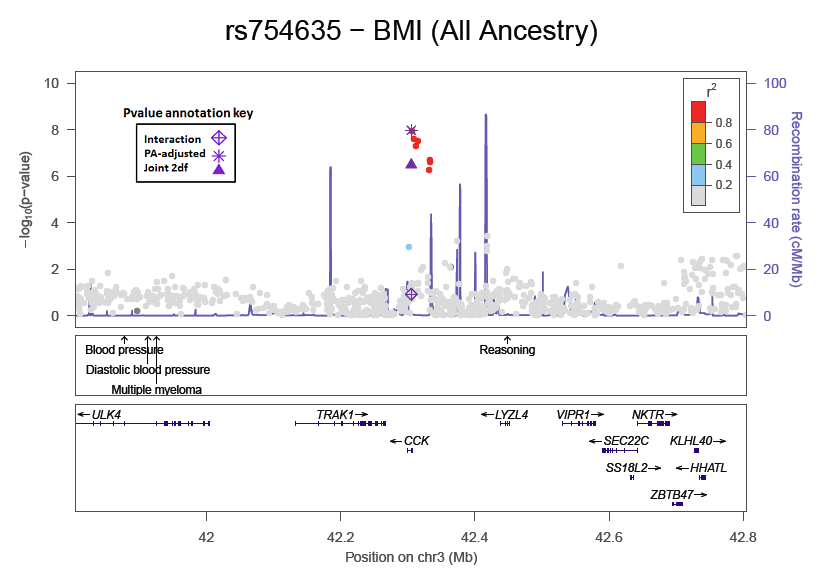 rs754635 − BMI (All Ancestry)
10
8
6
4
2
0
−log10(p−value)
Pvalue annotation key
Interaction
PA-adjusted
Joint 2df
r2
0.8
0.6
0.4
0.2
100
80
60
40
20
0
Recombination rate (cM/Mb)
Blood pressure
Reasoning
Diastolic blood pressure
Multiple myeloma
←ULK4 TRAK1→ ←LYZL4 VIPR1→ NKTR→
←CCK ←SEC22C KLHL40→
SS18L2→ ←HHATL
ZBTB47→
42 42.2 42.4 42.6 42.8
Position on chr3 (Mb)